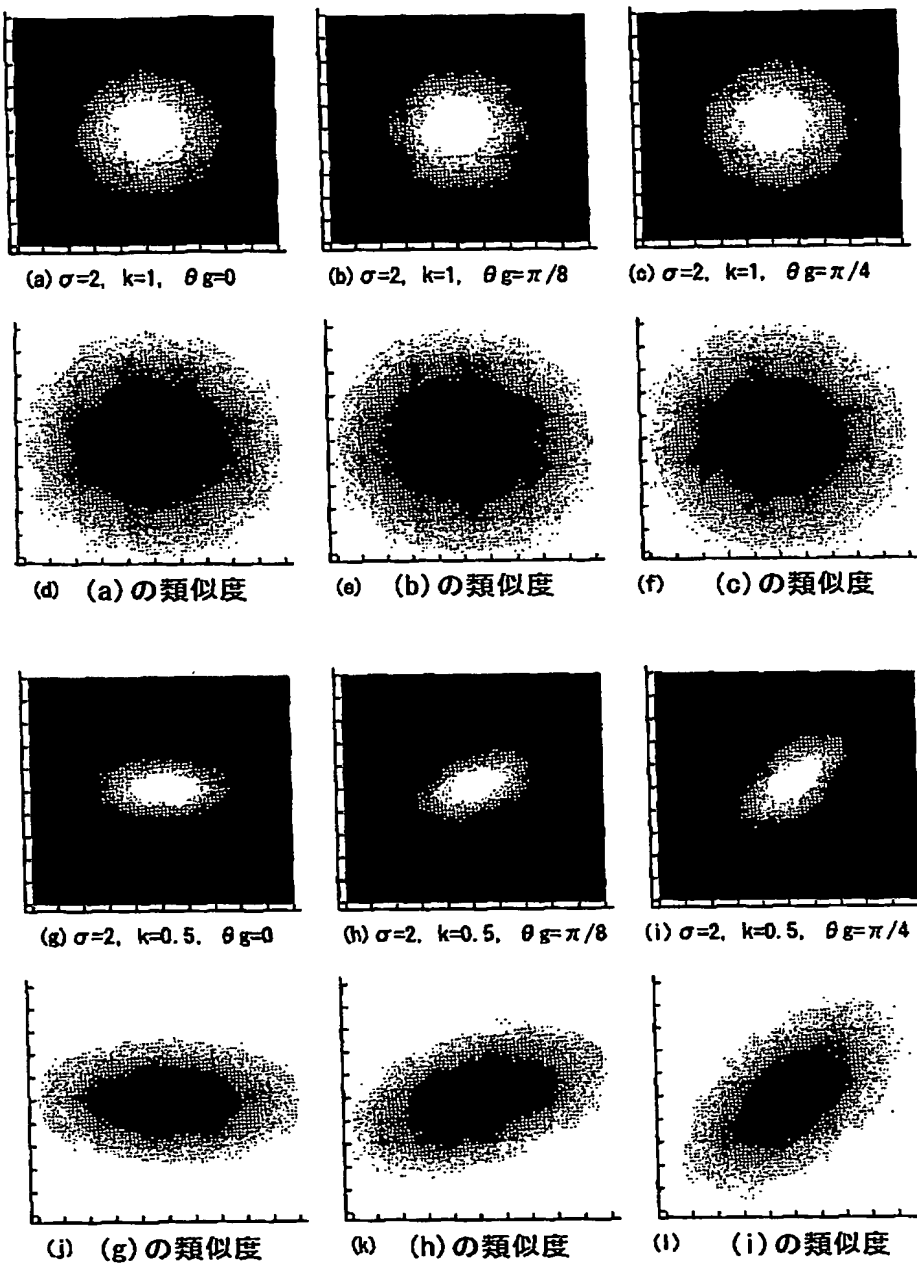 (a) σ=2, k=1, θg=0
(b) σ=2, k=1, θg=π/8
(c) σ=2, k=1, θg=π/4
(d) (a)の類似度
(e) (b)の類似度
(f) (c)の類似度
(g) σ=2, k=0.5, θg=0
(h) σ=2, k=0.5, θg=π/8
(i) σ=2, k=0.5, θg=π/4
(j) (g)の類似度
(k) (h)の類似度
(l) (i)の類似度